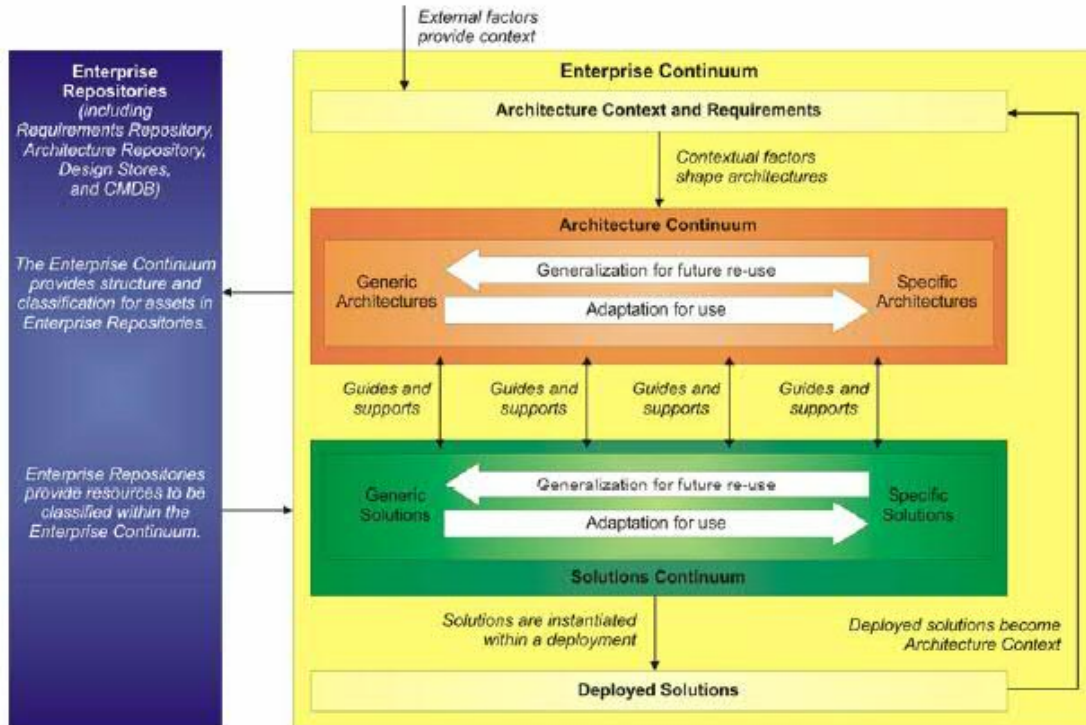 External factors
provide context
Enterprise
Repositories
(including
Requirements Repository,
Architecture Repository,
Design Stores,
and CMDB)
The Enterprise Continuum
provides structure and
classification for assets in
Enterprise Repositories.
Enterprise Repositories
provide resources to be
classified within the
Enterprise Continuum.
Enterprise Continuum
Architecture Context and Requirements
Contextual factors
shape architectures
Architecture Continuum
Generic
Architectures
Generalization for future re-use
Adaptation for use
Specific
Architectures
Guides and
supports
Guides and
supports
Guides and
supports
Guides and
supports
Generic
Solutions
Generalization for future re-use
Adaptation for use
Specific
Solutions
Solutions Continuum
Solutions are instantiated
within a deployment
Deployed solutions become
Architecture Context
Deployed Solutions